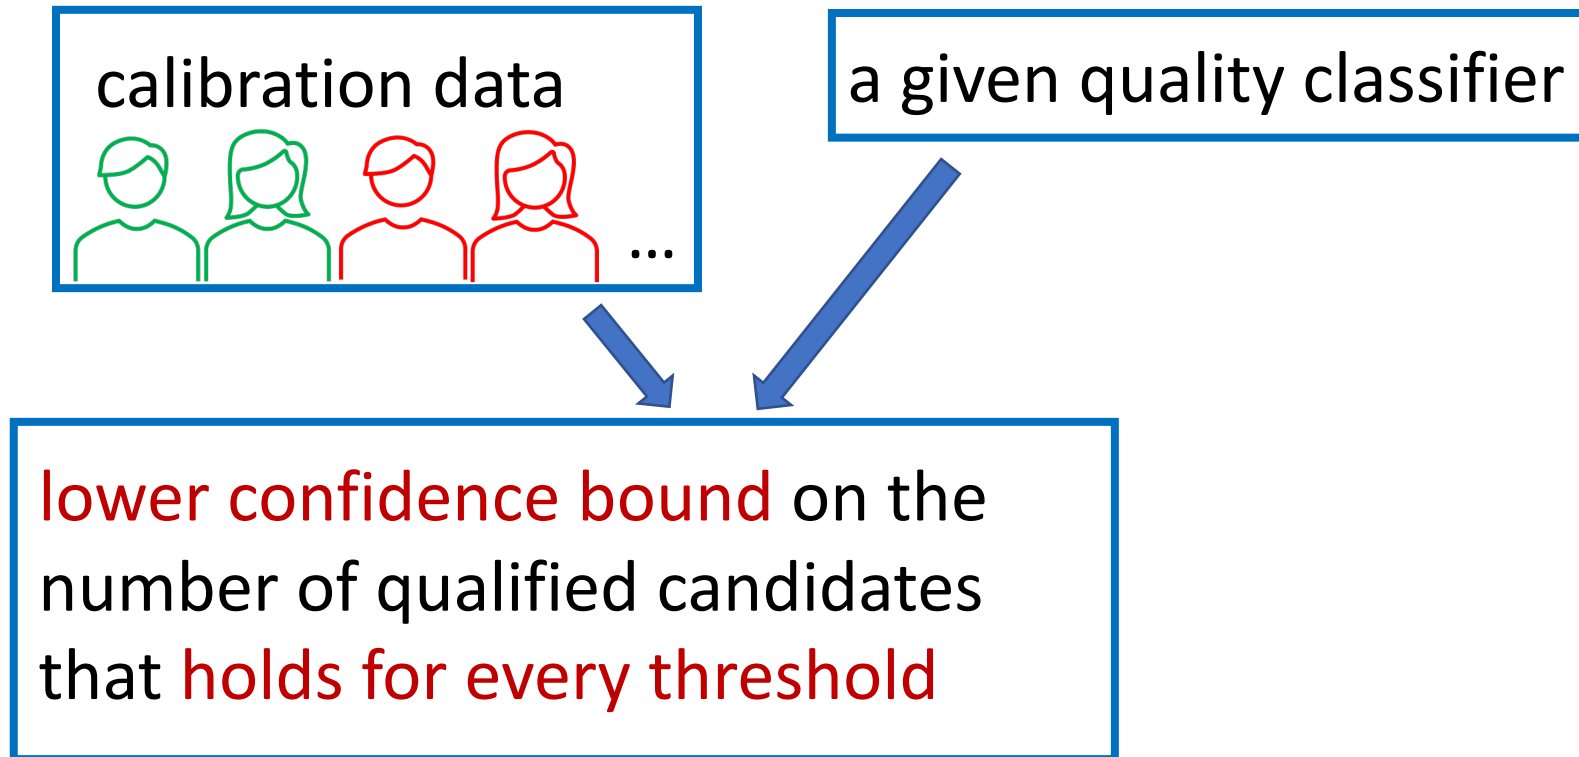 calibration data
...
a given quality classifier
lower confidence bound on the
number of qualified candidates
that holds for every threshold